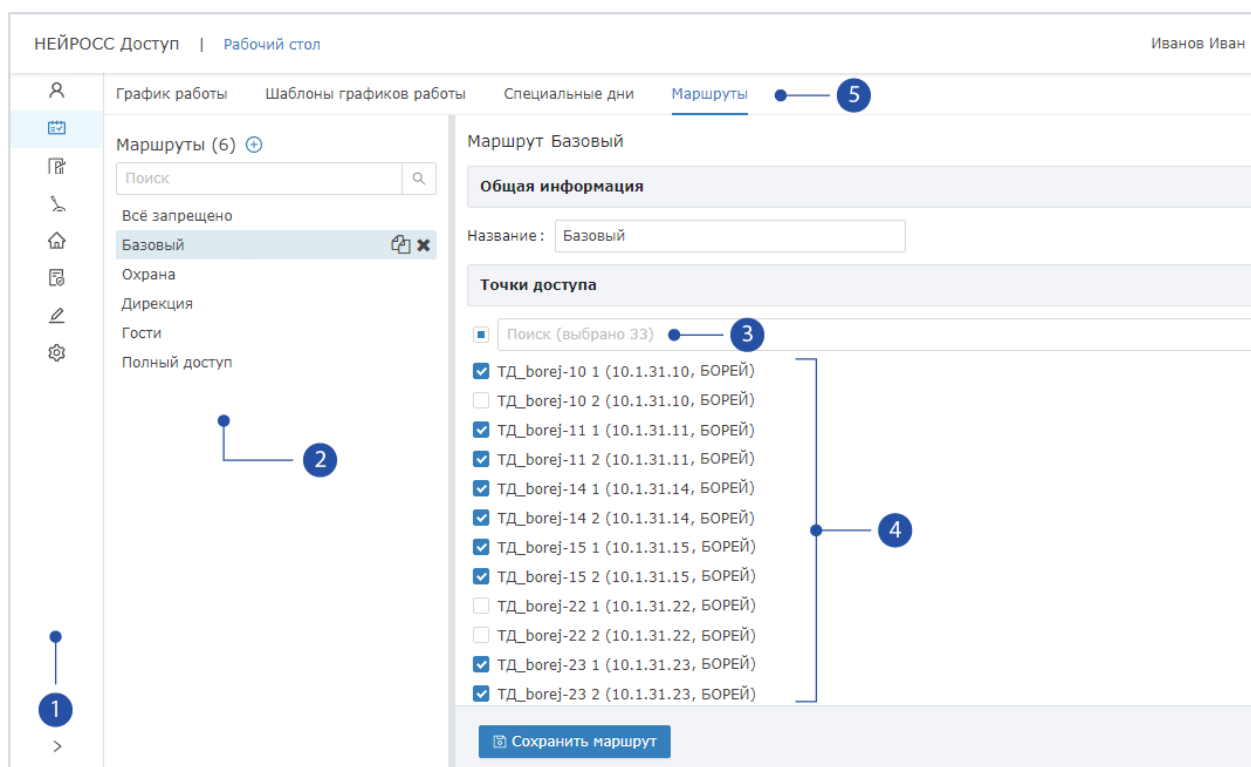 НЕЙРОСС Доступ | Рабочий стол Иванов Иван
График работы Шаблоны графиков работы Специальные дни Маршруты 5
Маршруты (6)
Поиск
Всё запрещено
Базовый
Охрана
Дирекция
Гости
Полный доступ
2
1
Маршрут Базовый
Общая информация
Название: Базовый
Точки доступа
Поиск (выбрано 33) 3
ТД_borej-10 1 (10.1.31.10, БОРЕЙ)
ТД_borej-10 2 (10.1.31.10, БОРЕЙ)
ТД_borej-11 1 (10.1.31.11, БОРЕЙ)
ТД_borej-11 2 (10.1.31.11, БОРЕЙ)
ТД_borej-14 1 (10.1.31.14, БОРЕЙ)
ТД_borej-14 2 (10.1.31.14, БОРЕЙ)
4
ТД_borej-15 1 (10.1.31.15, БОРЕЙ)
ТД_borej-15 2 (10.1.31.15, БОРЕЙ)
ТД_borej-22 1 (10.1.31.22, БОРЕЙ)
ТД_borej-22 2 (10.1.31.22, БОРЕЙ)
ТД_borej-23 1 (10.1.31.23, БОРЕЙ)
ТД_borej-23 2 (10.1.31.23, БОРЕЙ)
Сохранить маршрут